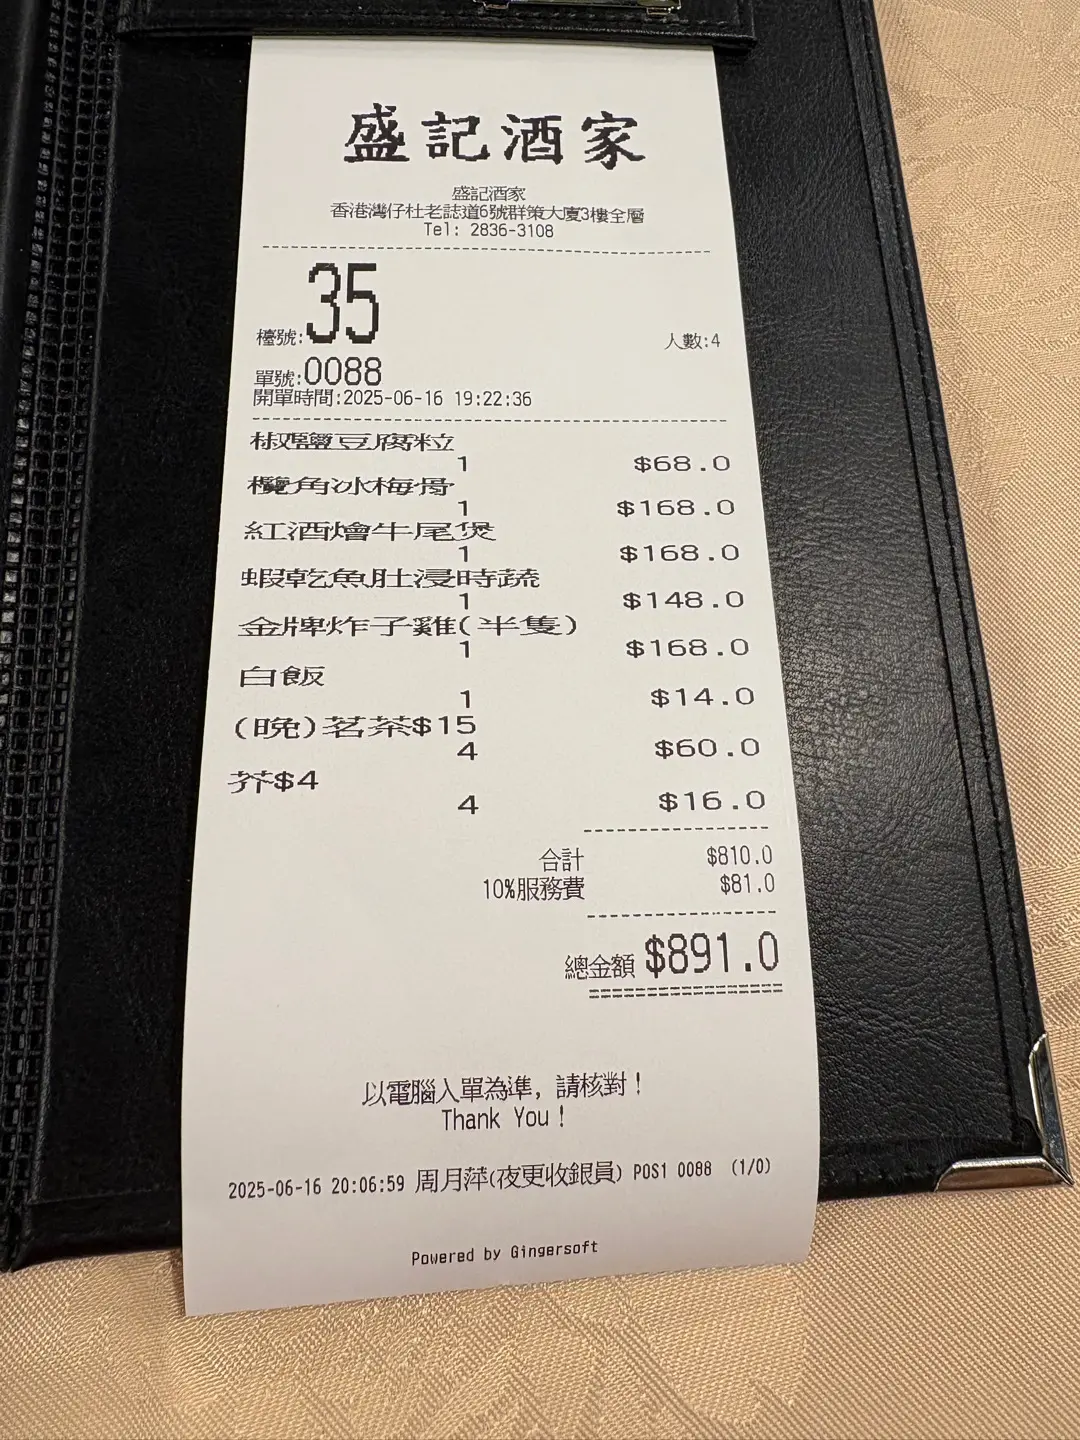 盛記酒家
盛記酒家
香港灣仔杜老誌道6號群策大廈3樓全層
Tel: 2836-3108
檯號:35
人數:4
單號:0088
開單時間:2025-06-16 19:22:36
椒鹽豆腐粒
1 $68.0
欖角冰梅骨
1 $168.0
紅酒燴牛尾煲
1 $168.0
蝦乾魚肚浸時蔬
1 $148.0
金牌炸子雞(半隻)
1 $168.0
白飯
1 $14.0
(晚)茗茶$15
4 $60.0
芥$4
4 $16.0
合計 $810.0
10%服務費 $81.0
總金額 $891.0
以電腦入單為準, 請核對!
Thank You !
2025-06-16 20:06:59 周月萍(夜更收銀員) POS1 0088 (1/0)
Powered by Gingersoft